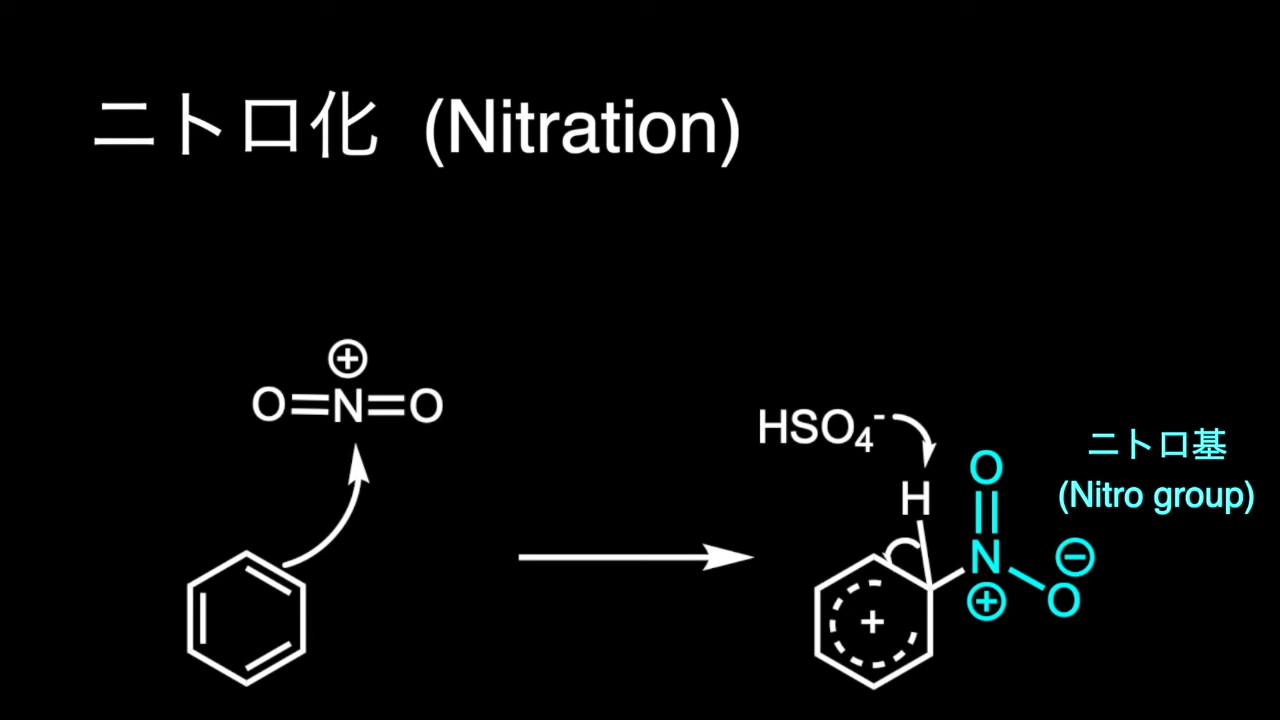 ニトロ化 (Nitration)
⊕
O=N=O
HSO₄⁻
H
O
N
⊕
O
⊖
+
ニトロ基
(Nitro group)